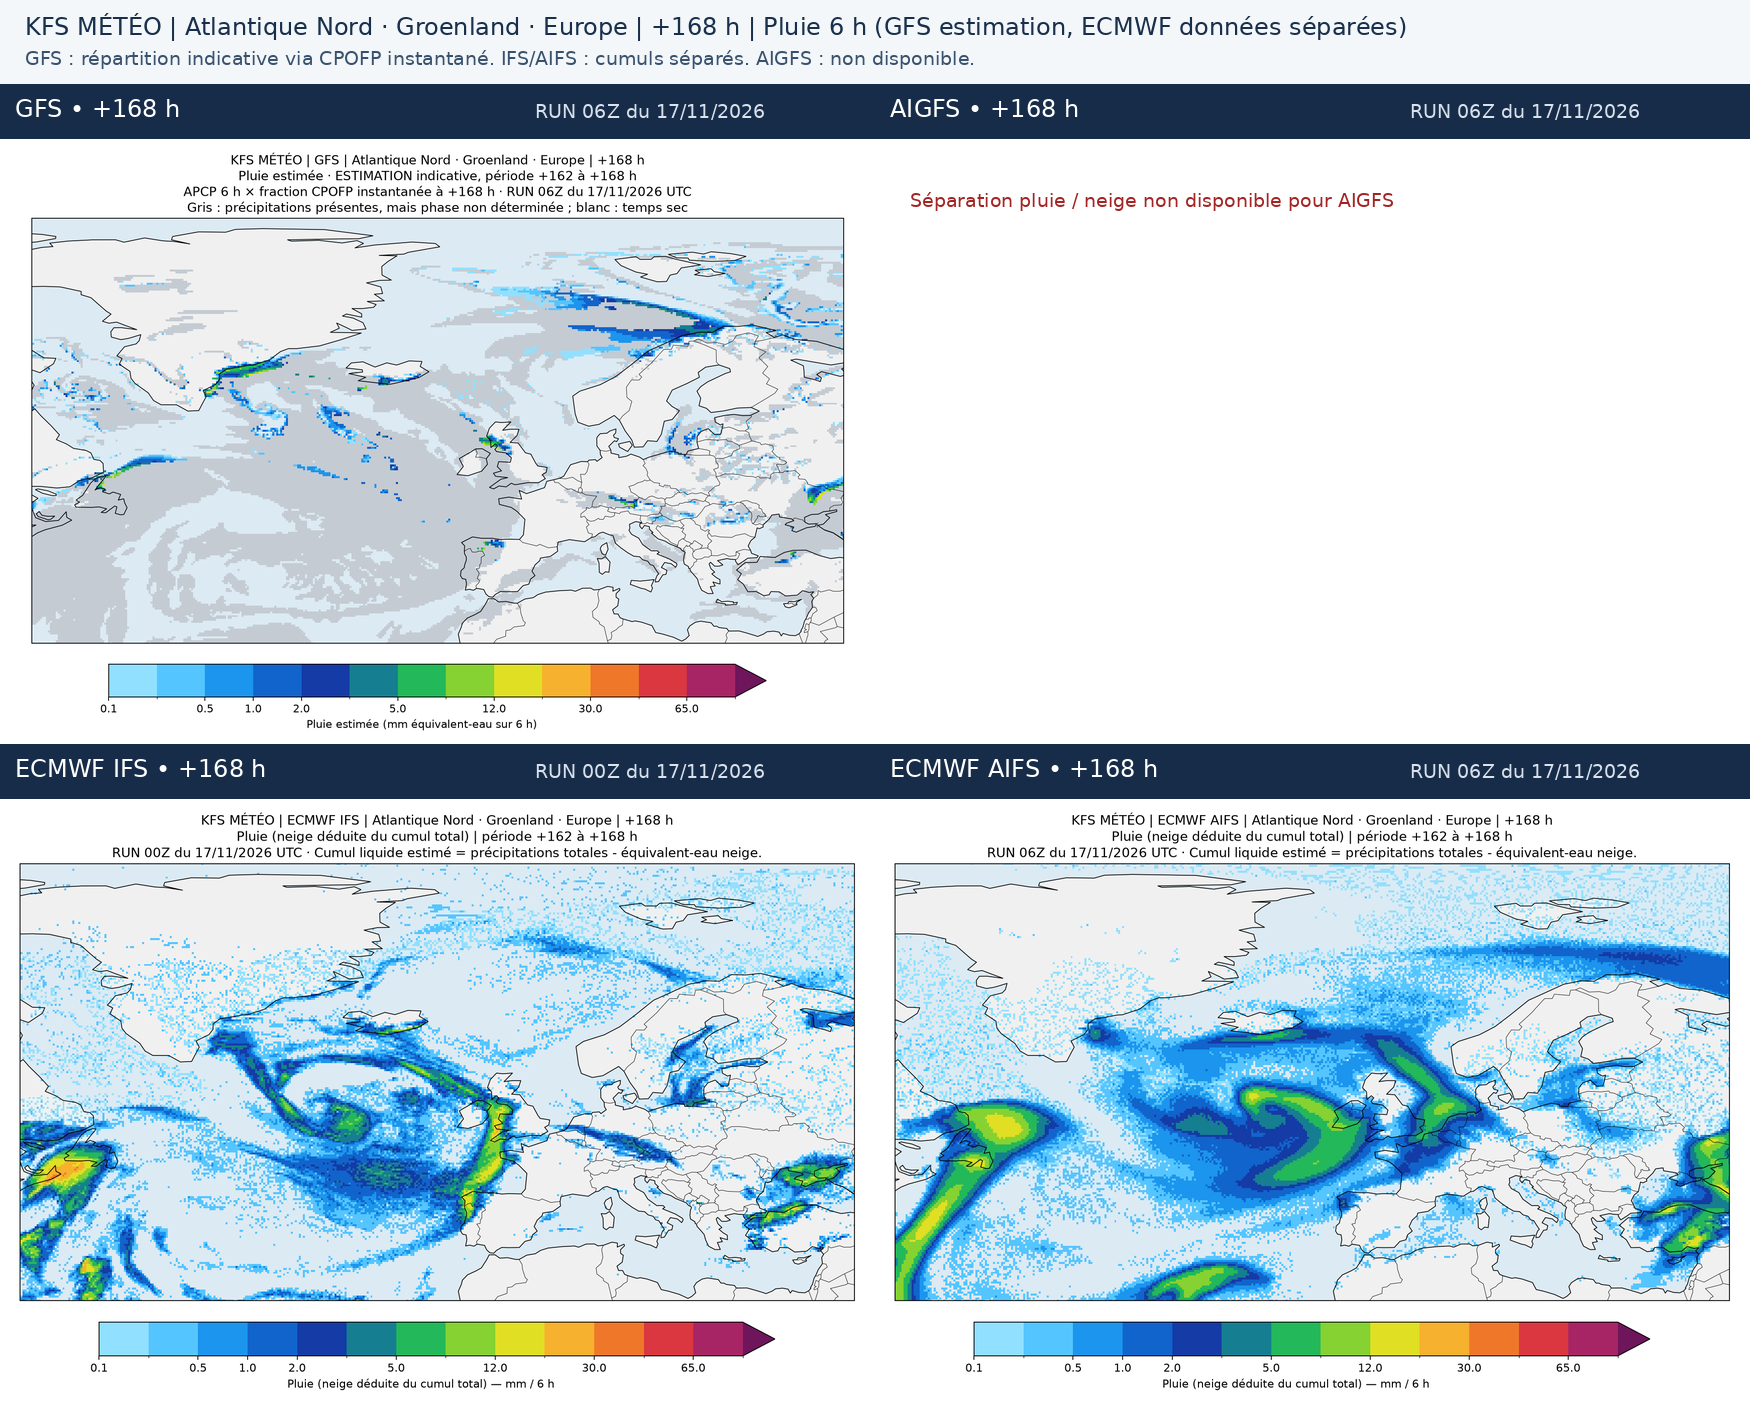 KFS MÉTÉO | Atlantique Nord · Groenland · Europe | +168 h | Pluie 6 h (GFS estimation, ECMWF données séparées)
GFS : répartition indicative via CPOFP instantané. IFS/AIFS : cumuls séparés. AIGFS : non disponible.
GFS • +168 h
RUN 06Z du 17/11/2026
AIGFS • +168 h
RUN 06Z du 17/11/2026
KFS MÉTÉO | GFS | Atlantique Nord · Groenland · Europe | +168 h
Pluie estimée · ESTIMATION indicative, période +162 à +168 h
APCP 6 h × fraction CPOFP instantanée à +168 h · RUN 06Z du 17/11/2026 UTC
Gris : précipitations présentes, mais phase non déterminée ; blanc : temps sec
Séparation pluie / neige non disponible pour AIGFS
0.1 0.5 1.0 2.0 5.0 12.0 30.0 65.0
Pluie estimée (mm équivalent-eau sur 6 h)
ECMWF IFS • +168 h
RUN 00Z du 17/11/2026
ECMWF AIFS • +168 h
RUN 06Z du 17/11/2026
KFS MÉTÉO | ECMWF IFS | Atlantique Nord · Groenland · Europe | +168 h
Pluie (neige déduite du cumul total) | période +162 à +168 h
RUN 00Z du 17/11/2026 UTC · Cumul liquide estimé = précipitations totales - équivalent-eau neige.
KFS MÉTÉO | ECMWF AIFS | Atlantique Nord · Groenland · Europe | +168 h
Pluie (neige déduite du cumul total) | période +162 à +168 h
RUN 06Z du 17/11/2026 UTC · Cumul liquide estimé = précipitations totales - équivalent-eau neige.
0.1 0.5 1.0 2.0 5.0 12.0 30.0 65.0
Pluie (neige déduite du cumul total) — mm / 6 h
0.1 0.5 1.0 2.0 5.0 12.0 30.0 65.0
Pluie (neige déduite du cumul total) — mm / 6 h